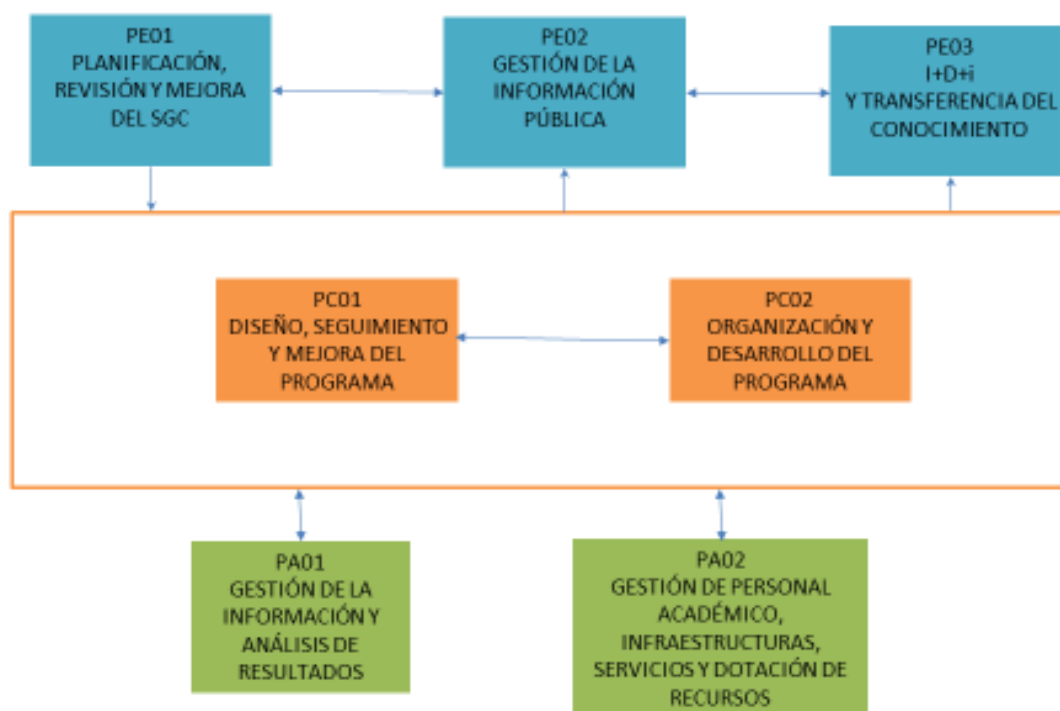 PE01
PLANIFICACIÓN,
REVISIÓN Y MEJORA
DEL SGC
PE02
GESTIÓN DE LA
INFORMACIÓN
PÚBLICA
PE03
I+D+i
Y TRANSFERENCIA DEL
CONOCIMIENTO
PC01
DISEÑO, SEGUIMIENTO
Y MEJORA DEL
PROGRAMA
PC02
ORGANIZACIÓN Y
DESARROLLO DEL
PROGRAMA
PA01
GESTIÓN DE LA
INFORMACIÓN Y
ANÁLISIS DE
RESULTADOS
PA02
GESTIÓN DE PERSONAL
ACADÉMICO,
INFRAESTRUCTURAS,
SERVICIOS Y DOTACIÓN DE
RECURSOS